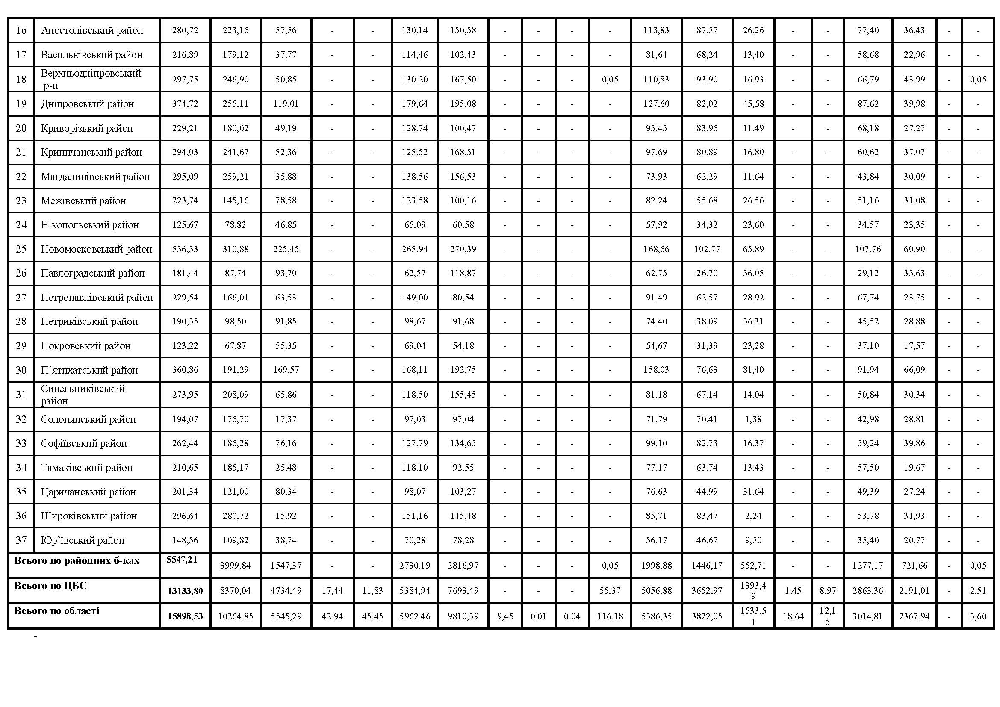 16 Апостолівський район 280,72 223,16 57,56 - - 130,14 150,58 - - - - 113,83 87,57 26,26 - - 77,40 36,43 - -
17 Васильківський район 216,89 179,12 37,77 - - 114,46 102,43 - - - - 81,64 68,24 13,40 - - 58,68 22,96 - -
18 Верхньодніпровський
р-н 297,75 246,90 50,85 - - 130,20 167,50 - - - 0,05 110,83 93,90 16,93 - - 66,79 43,99 - 0,05
19 Дніпровський район 374,72 255,11 119,01 - - 179,64 195,08 - - - - 127,60 82,02 45,58 - - 87,62 39,98 - -
20 Криворізький район 229,21 180,02 49,19 - - 128,74 100,47 - - - - 95,45 83,96 11,49 - - 68,18 27,27 - -
21 Криничанський район 294,03 241,67 52,36 - - 125,52 168,51 - - - - 97,69 80,89 16,80 - - 60,62 37,07 - -
22 Магдалинівський район 295,09 259,21 35,88 - - 138,56 156,53 - - - - 73,93 62,29 11,64 - - 43,84 30,09 - -
23 Межівський район 223,74 145,16 78,58 - - 123,58 100,16 - - - - 82,24 55,68 26,56 - - 51,16 31,08 - -
24 Нікопольський район 125,67 78,82 46,85 - - 65,09 60,58 - - - - 57,92 34,32 23,60 - - 34,57 23,35 - -
25 Новомосковський район 536,33 310,88 225,45 - - 265,94 270,39 - - - - 168,66 102,77 65,89 - - 107,76 60,90 - -
26 Павлоградський район 181,44 87,74 93,70 - - 62,57 118,87 - - - - 62,75 26,70 36,05 - - 29,12 33,63 - -
27 Петропавлівський район 229,54 166,01 63,53 - - 149,00 80,54 - - - - 91,49 62,57 28,92 - - 67,74 23,75 - -
28 Петриківський район 190,35 98,50 91,85 - - 98,67 91,68 - - - - 74,40 38,09 36,31 - - 45,52 28,88 - -
29 Покровський район 123,22 67,87 55,35 - - 69,04 54,18 - - - - 54,67 31,39 23,28 - - 37,10 17,57 - -
30 П’ятихатський район 360,86 191,29 169,57 - - 168,11 192,75 - - - - 158,03 76,63 81,40 - - 91,94 66,09 - -
31 Синельниківський
район 273,95 208,09 65,86 - - 118,50 155,45 - - - - 81,18 67,14 14,04 - - 50,84 30,34 - -
32 Солонянський район 194,07 176,70 17,37 - - 97,03 97,04 - - - - 71,79 70,41 1,38 - - 42,98 28,81 - -
33 Софіївський район 262,44 186,28 76,16 - - 127,79 134,65 - - - - 99,10 82,73 16,37 - - 59,24 39,86 - -
34 Тамаківський район 210,65 185,17 25,48 - - 118,10 92,55 - - - - 77,17 63,74 13,43 - - 57,50 19,67 - -
35 Царичанський район 201,34 121,00 80,34 - - 98,07 103,27 - - - - 76,63 44,99 31,64 - - 49,39 27,24 - -
36 Широківський район 296,64 280,72 15,92 - - 151,16 145,48 - - - - 85,71 83,47 2,24 - - 53,78 31,93 - -
37 Юр’ївський район 148,56 109,82 38,74 - - 70,28 78,28 - - - - 56,17 46,67 9,50 - - 35,40 20,77 - -
Всього по районних б-ках 5547,21 3999,84 1547,37 - - 2730,19 2816,97 - - - 0,05 1998,88 1446,17 552,71 - - 1277,17 721,66 - 0,05
Всього по ЦБС 13133,80 8370,04 4734,49 17,44 11,83 5384,94 7693,49 - - - 55,37 5056,88 3652,97 1393,4
9 1,45 8,97 2863,36 2191,01 - 2,51
Всього по області 15898,53 10264,85 5545,29 42,94 45,45 5962,46 9810,39 9,45 0,01 0,04 116,18 5386,35 3822,05 1533,5
1 18,64 12,1
5 3014,81 2367,94 - 3,60
-